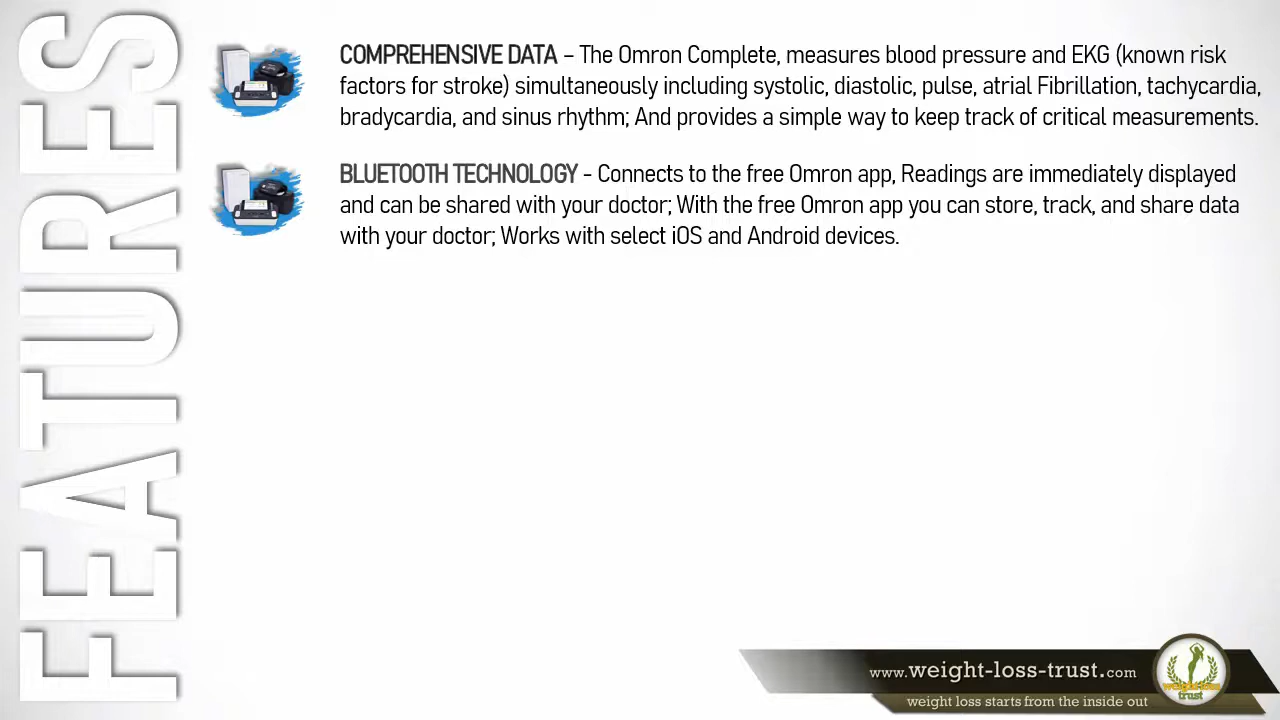 FEATURES
COMPREHENSIVE DATA – The Omron Complete, measures blood pressure and EKG (known risk
factors for stroke) simultaneously including systolic, diastolic, pulse, atrial Fibrillation, tachycardia,
bradycardia, and sinus rhythm; And provides a simple way to keep track of critical measurements.
BLUETOOTH TECHNOLOGY - Connects to the free Omron app, Readings are immediately displayed
and can be shared with your doctor; With the free Omron app you can store, track, and share data
with your doctor; Works with select iOS and Android devices.
www.weight-loss-trust.com
weight loss starts from the inside out
weight loss
trust